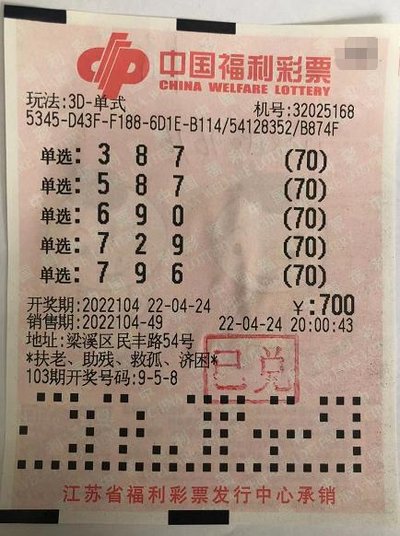 中国福利彩票
CHINA WELFARE LOTTERY
玩法:3D-单式 机号:32025168
5345-D43F-F188-6D1E-B114/54128352/B874F
单选: 3 8 7 (70)
单选: 5 8 7 (70)
单选: 6 9 0 (70)
单选: 7 2 9 (70)
单选: 7 9 6 (70)
开奖期:2022104 22-04-24 ¥:700
销售期:2022104-49 22-04-24 20:00:43
地址:梁溪区民丰路54号
*扶老、助残、救孤、济困*
103期开奖号码:9-5-8
已兑
江苏省福利彩票发行中心承销